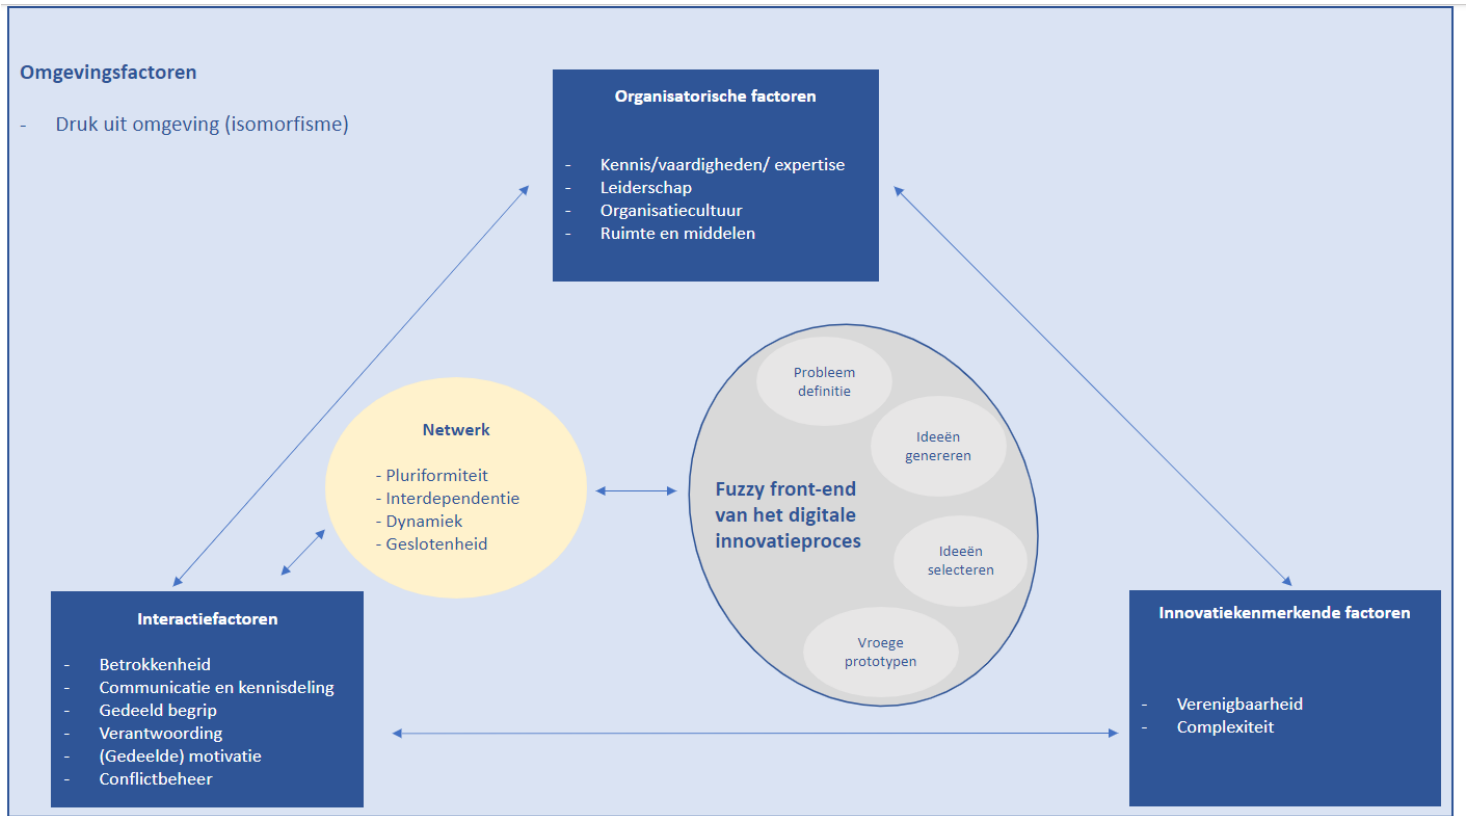 Omgevingsfactoren
- Druk uit omgeving (isomorfisme)
Organisatorische factoren
- Kennis/vaardigheden/ expertise
- Leiderschap
- Organisatiecultuur
- Ruimte en middelen
Netwerk
- Pluriformiteit
- Interdependentie
- Dynamiek
- Geslotenheid
Fuzzy front-end
van het digitale
innovatieproces
Probleem
definitie
Ideeën
genereren
Ideeën
selecteren
Vroege
prototypen
Interactiefactoren
- Betrokkenheid
- Communicatie en kennisdeling
- Gedeeld begrip
- Verantwoording
- (Gedeelde) motivatie
- Conflictbeheer
Innovatiekenmerkende factoren
- Verenigbaarheid
- Complexiteit